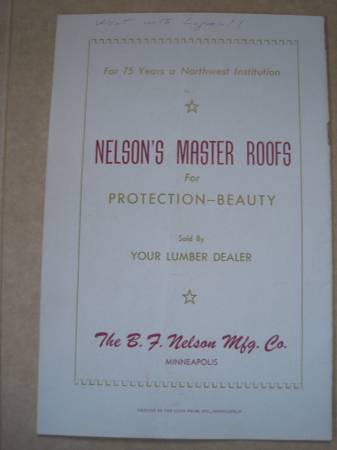 For 75 Years a Northwest Institution
NELSON'S MASTER ROOFS
For
PROTECTION—BEAUTY
Sold By
YOUR LUMBER DEALER
The B. F. Nelson Mfg. Co.
MINNEAPOLIS